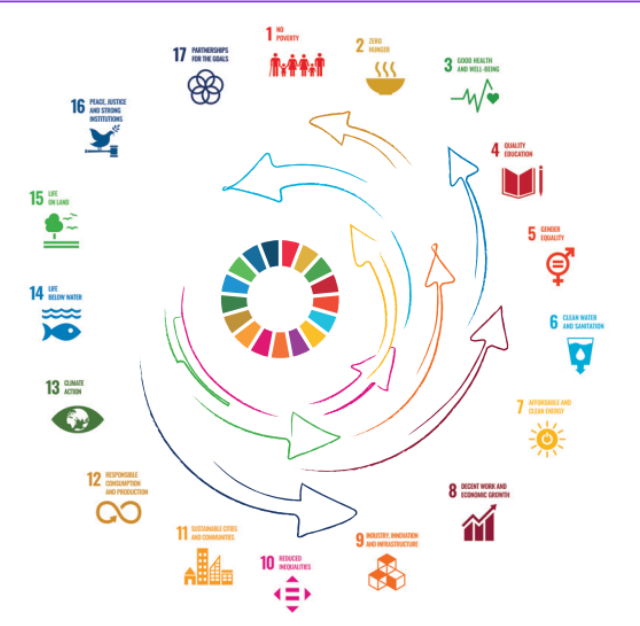 1 NO
POVERTY
2 ZERO
HUNGER
3 GOOD HEALTH
AND WELL-BEING
4 QUALITY
EDUCATION
5 GENDER
EQUALITY
6 CLEAN WATER
AND SANITATION
7 AFFORDABLE AND
CLEAN ENERGY
8 DECENT WORK AND
ECONOMIC GROWTH
9 INDUSTRY, INNOVATION
AND INFRASTRUCTURE
10 REDUCED
INEQUALITIES
11 SUSTAINABLE CITIES
AND COMMUNITIES
12 RESPONSIBLE
CONSUMPTION
AND PRODUCTION
13 CLIMATE
ACTION
14 LIFE
BELOW WATER
15 LIFE
ON LAND
16 PEACE, JUSTICE
AND STRONG
INSTITUTIONS
17 PARTNERSHIPS
FOR THE GOALS